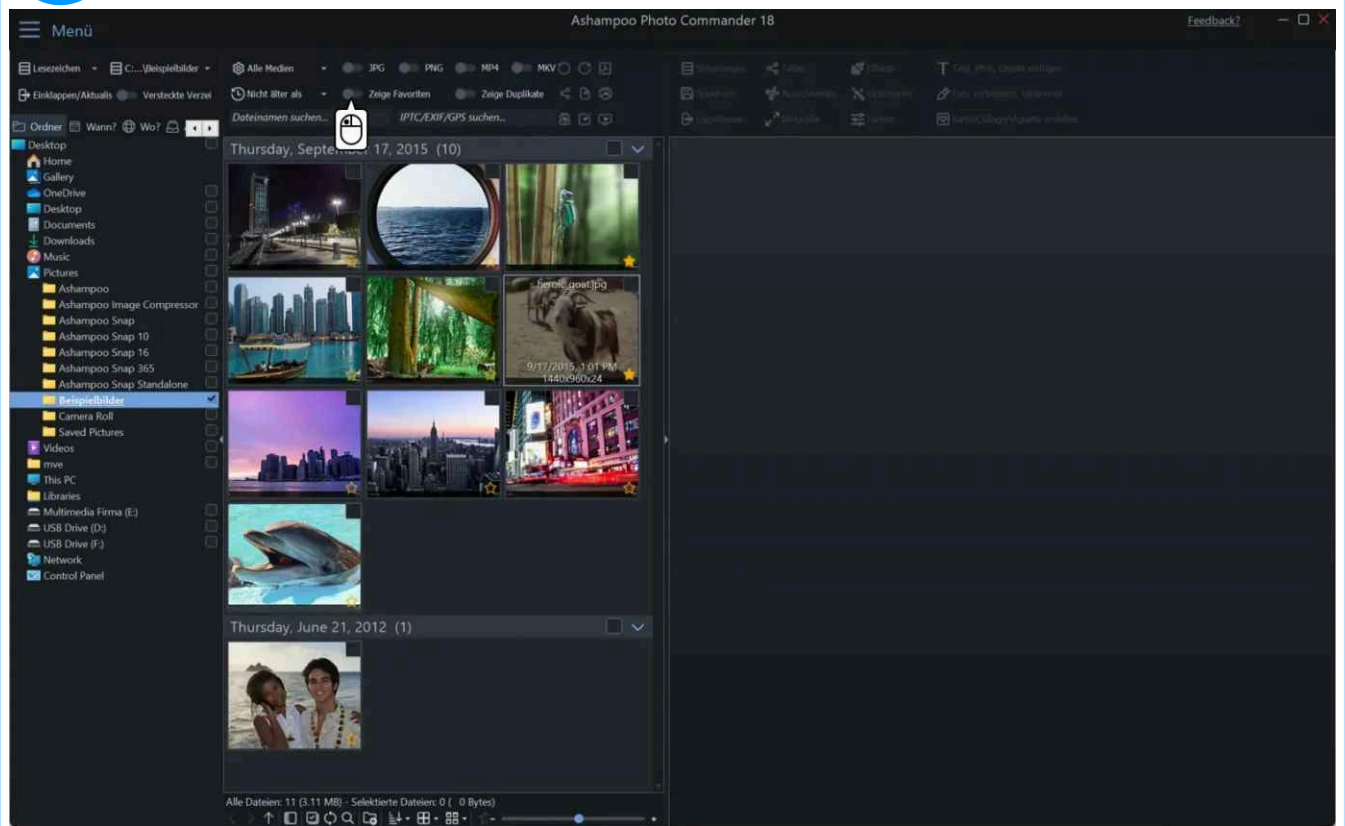 Ashampoo Photo Commander 18
Feedback?
Menü
Lesezeichen
C:...\Beispielbilder
Alle Medien
JPG
PNG
MP4
MKV
Einklappen/Aktualis
Versteckte Verzei
Nicht älter als
Zeige Favoriten
Zeige Duplikate
Dateinamen suchen...
IPTC/EXIF/GPS suchen...
Ordner
Wann?
Wo?
Desktop
Home
Gallery
OneDrive
Desktop
Documents
Downloads
Music
Pictures
Ashampoo
Ashampoo Image Compressor
Ashampoo Snap
Ashampoo Snap 10
Ashampoo Snap 16
Ashampoo Snap 365
Ashampoo Snap Standalone
Beispielbilder
Camera Roll
Saved Pictures
Videos
mve
This PC
Libraries
Multimedia Firma (E:)
USB Drive (D:)
USB Drive (F:)
Network
Control Panel
Thursday, September 17, 2015 (10)
heroic_goat.jpg
9/17/2015, 1:01 PM
1440x960x24
Thursday, June 21, 2012 (1)
Alle Dateien: 11 (3.11 MB) - Selektierte Dateien: 0 ( 0 Bytes)